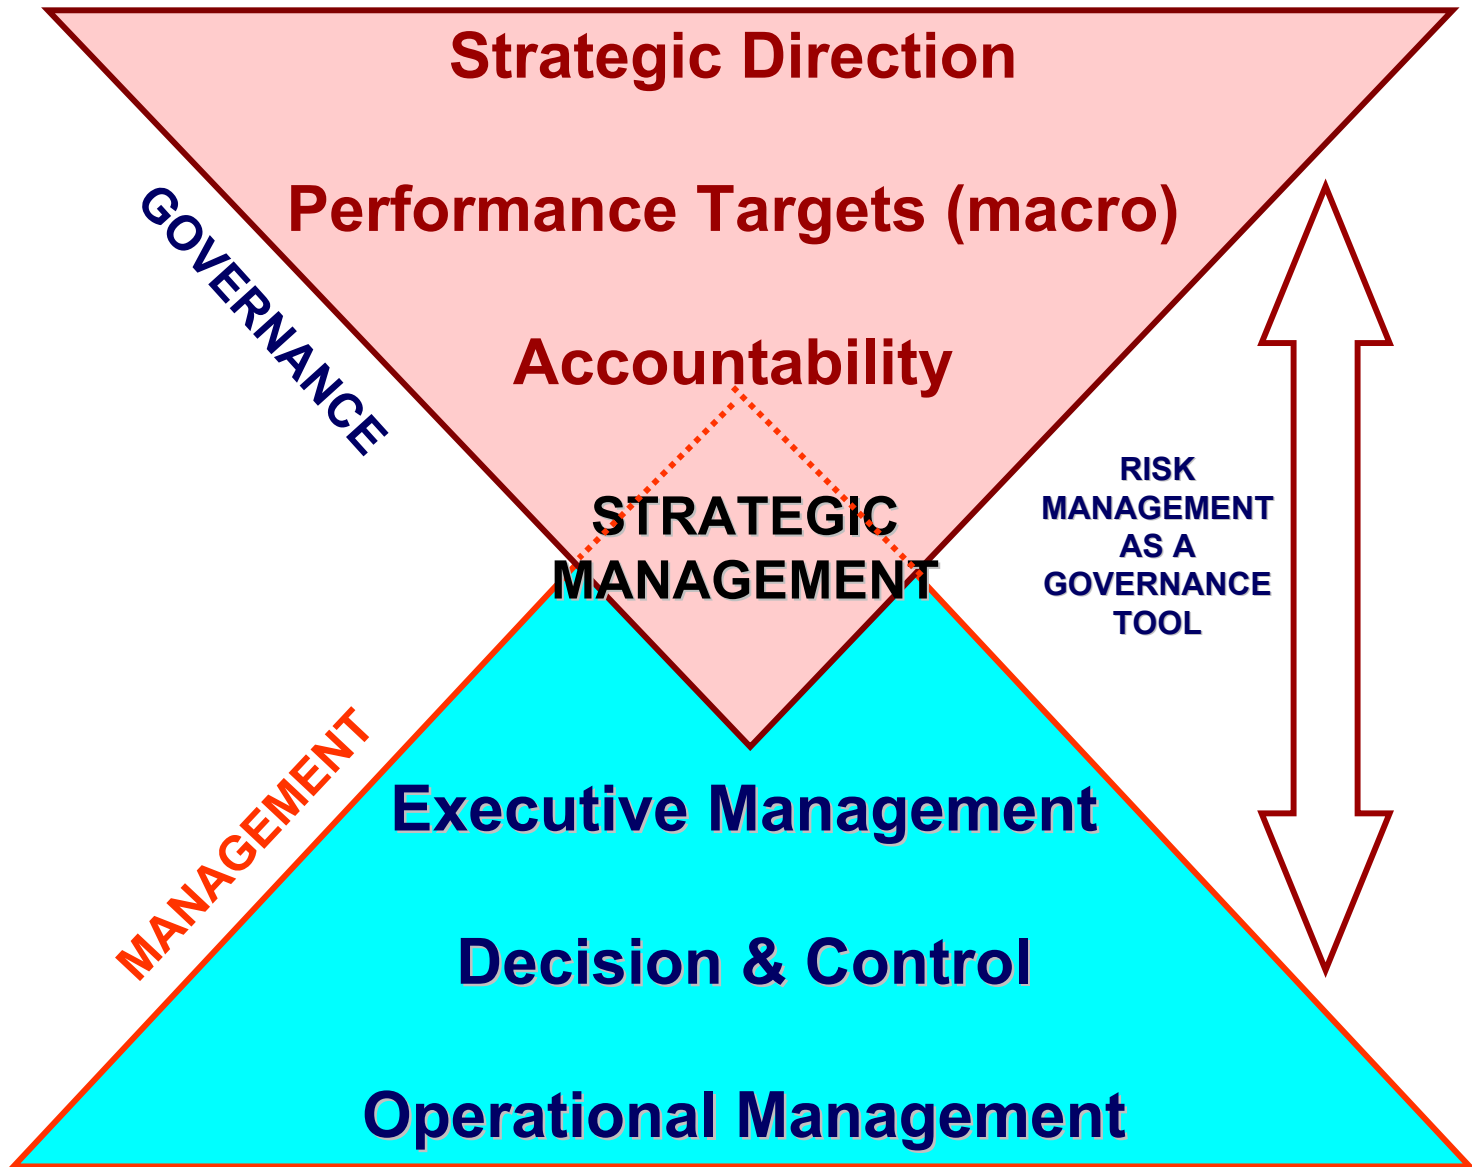 Strategic Direction
Performance Targets (macro)
GOVERNANCE
Accountability
STRATEGIC
MANAGEMENT
RISK
MANAGEMENT
AS A
GOVERNANCE
TOOL
MANAGEMENT
Executive Management
Decision & Control
Operational Management